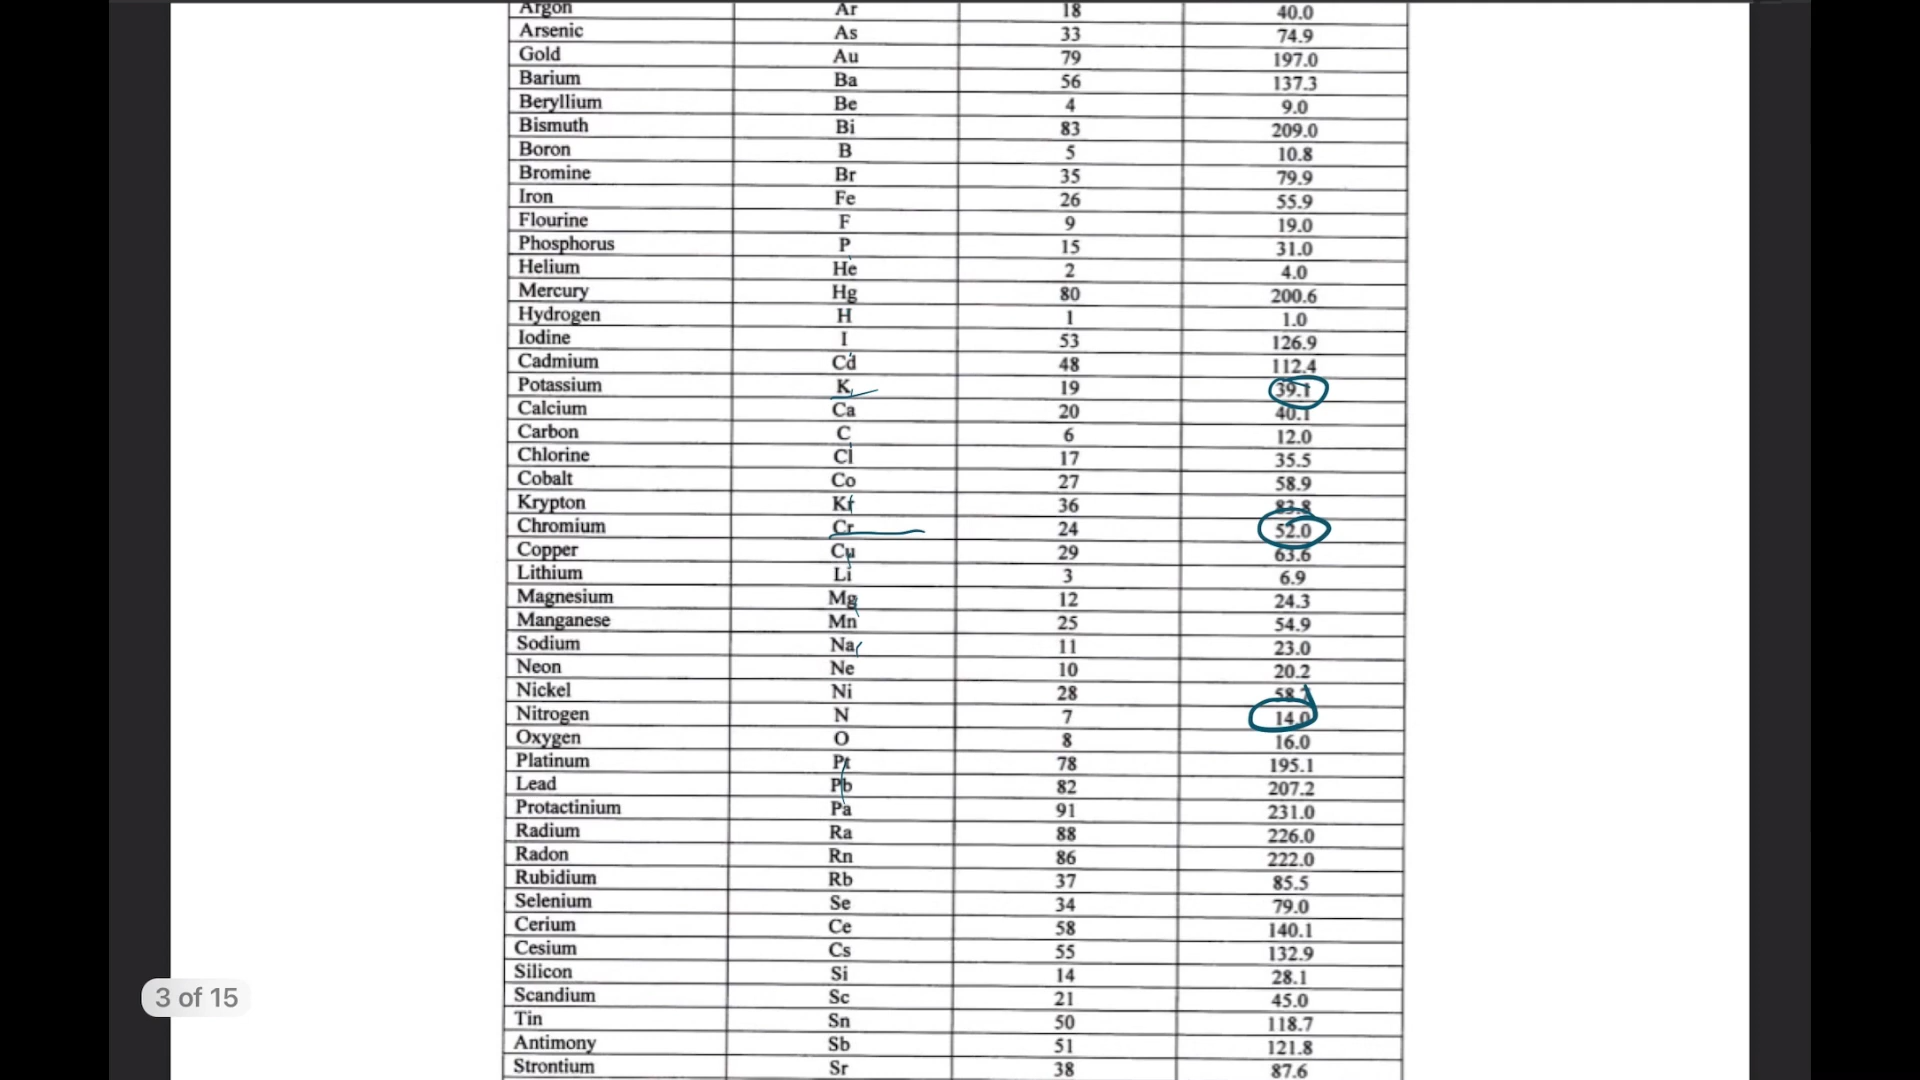 Argon Ar 18 40.0
Arsenic As 33 74.9
Gold Au 79 197.0
Barium Ba 56 137.3
Beryllium Be 4 9.0
Bismuth Bi 83 209.0
Boron B 5 10.8
Bromine Br 35 79.9
Iron Fe 26 55.9
Flourine F 9 19.0
Phosphorus P 15 31.0
Helium He 2 4.0
Mercury Hg 80 200.6
Hydrogen H 1 1.0
Iodine I 53 126.9
Cadmium Cd 48 112.4
Potassium K 19 39.1
Calcium Ca 20 40.1
Carbon C 6 12.0
Chlorine Cl 17 35.5
Cobalt Co 27 58.9
Krypton Kr 36 83.8
Chromium Cr 24 52.0
Copper Cu 29 63.6
Lithium Li 3 6.9
Magnesium Mg 12 24.3
Manganese Mn 25 54.9
Sodium Na 11 23.0
Neon Ne 10 20.2
Nickel Ni 28 58.7
Nitrogen N 7 14.0
Oxygen O 8 16.0
Platinum Pt 78 195.1
Lead Pb 82 207.2
Protactinium Pa 91 231.0
Radium Ra 88 226.0
Radon Rn 86 222.0
Rubidium Rb 37 85.5
Selenium Se 34 79.0
Cerium Ce 58 140.1
Cesium Cs 55 132.9
Silicon Si 14 28.1
Scandium Sc 21 45.0
Tin Sn 50 118.7
Antimony Sb 51 121.8
Strontium Sr 38 87.6
3 of 15